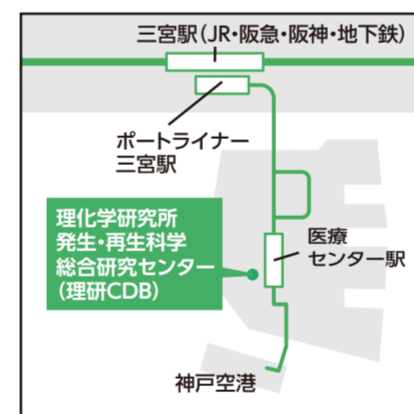 三宮駅（JR・阪急・阪神・地下鉄）
ポートライナー
三宮駅
理化学研究所
発生・再生科学
総合研究センター
（理研CDB）
医療
センター駅
神戸空港